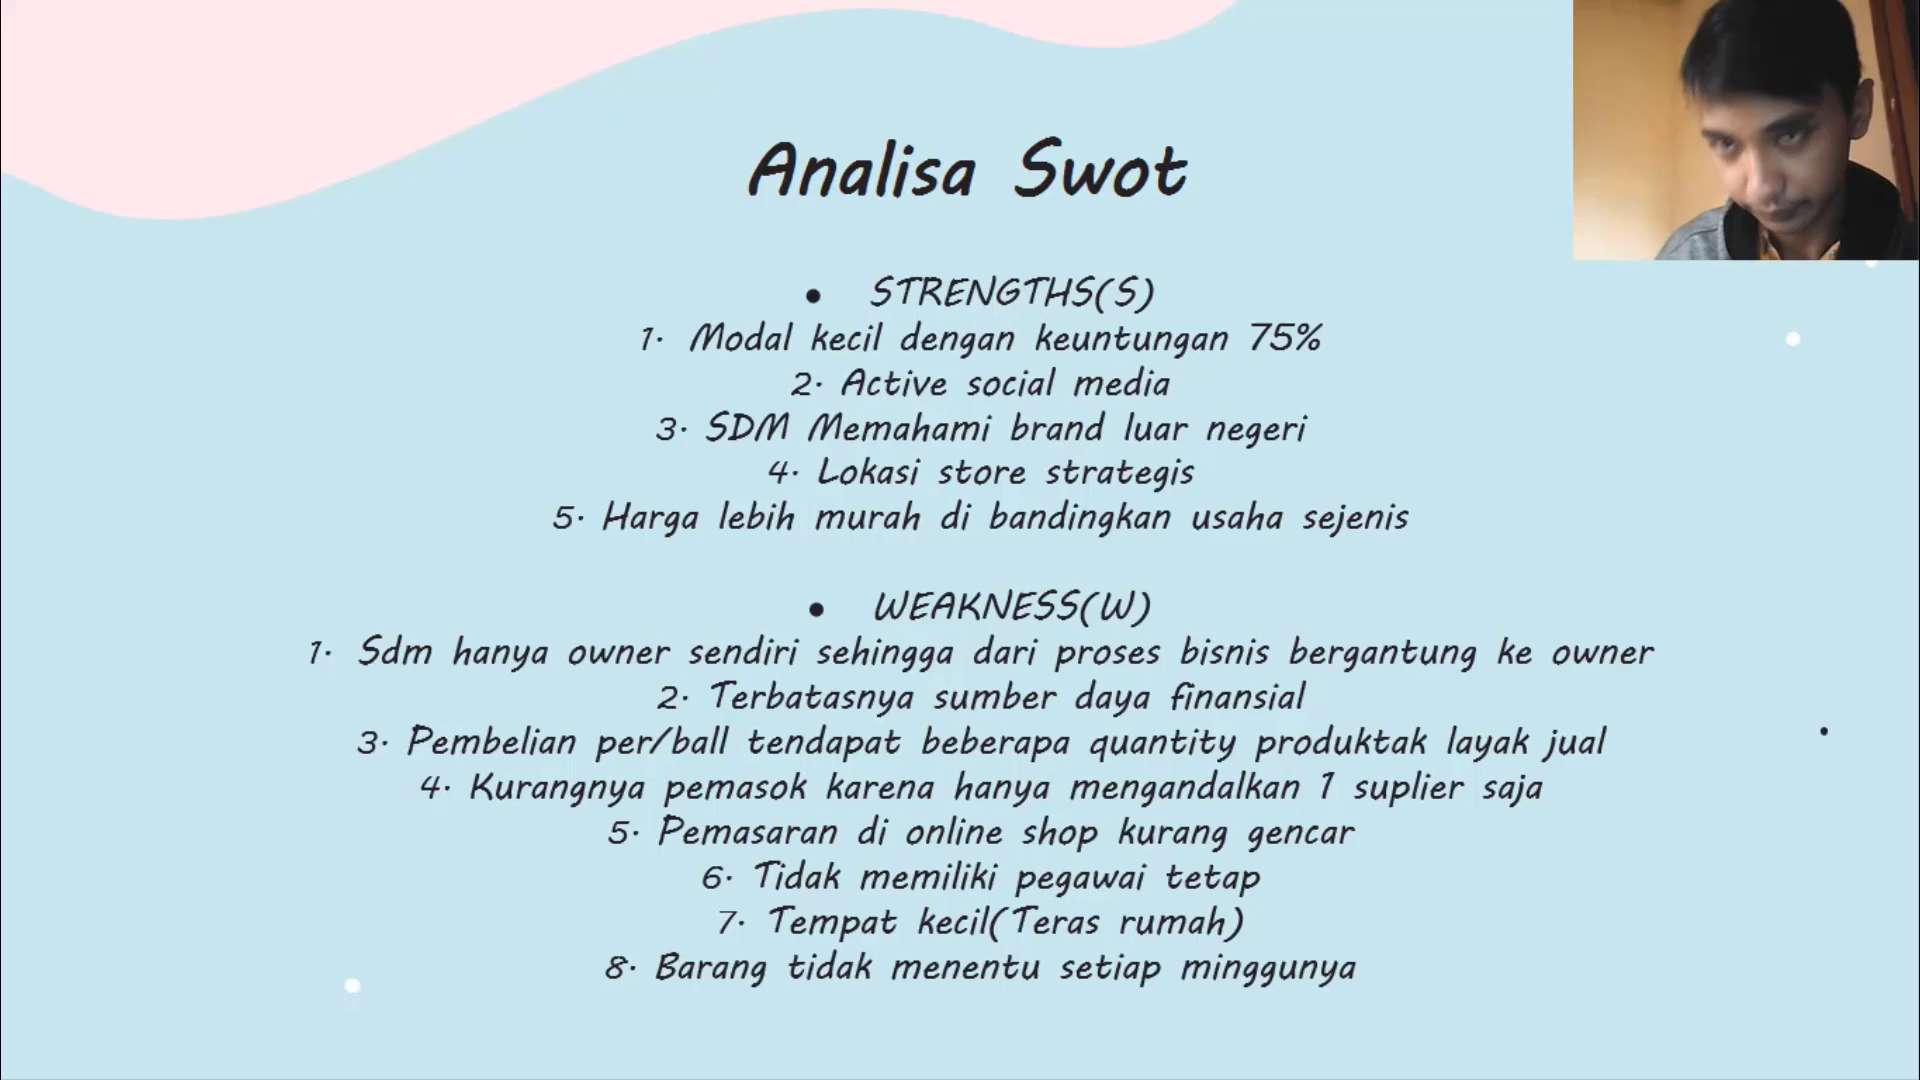 Analisa Swot
• STRENGTHS(S)
1. Modal kecil dengan keuntungan 75%
2. Active social media
3. SDM Memahami brand luar negeri
4. Lokasi store strategis
5. Harga lebih murah di bandingkan usaha sejenis
• WEAKNESS(W)
1. Sdm hanya owner sendiri sehingga dari proses bisnis bergantung ke owner
2. Terbatasnya sumber daya finansial
3. Pembelian per/ball tendapat beberapa quantity produktak layak jual
4. Kurangnya pemasok karena hanya mengandalkan 1 suplier saja
5. Pemasaran di online shop kurang gencar
6. Tidak memiliki pegawai tetap
7. Tempat kecil(Teras rumah)
8. Barang tidak menentu setiap minggunya